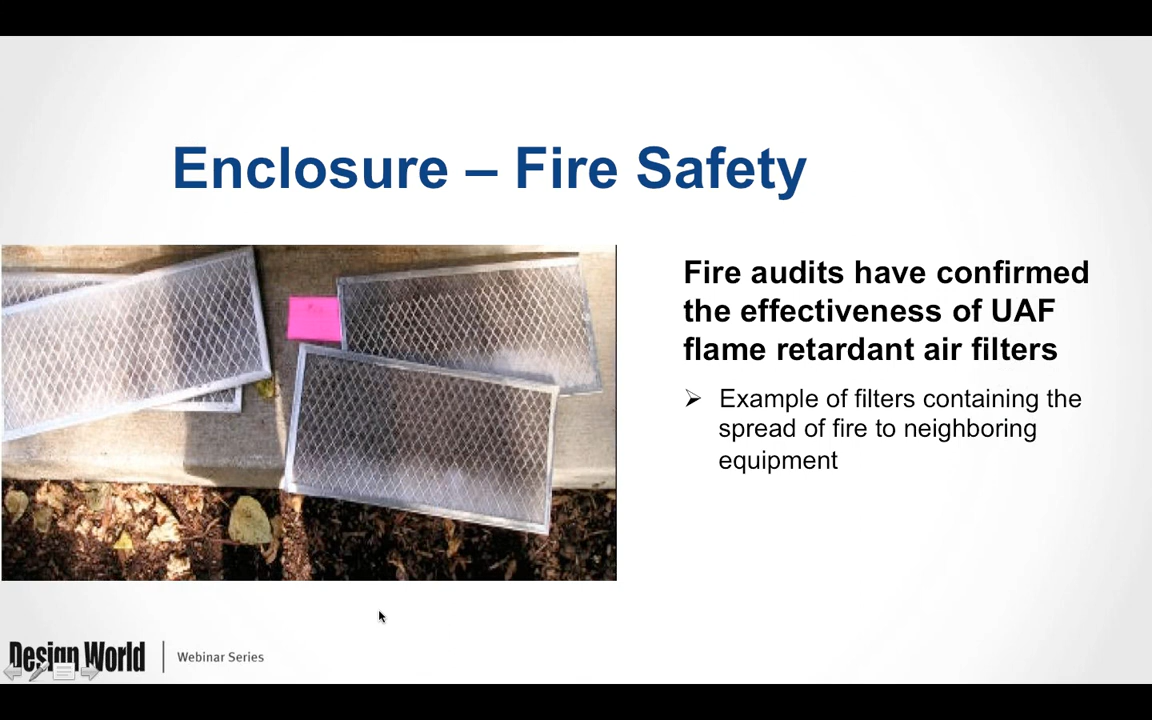 Enclosure – Fire Safety
Fire audits have confirmed
the effectiveness of UAF
flame retardant air filters
➢ Example of filters containing the
spread of fire to neighboring
equipment
Design World
Webinar Series